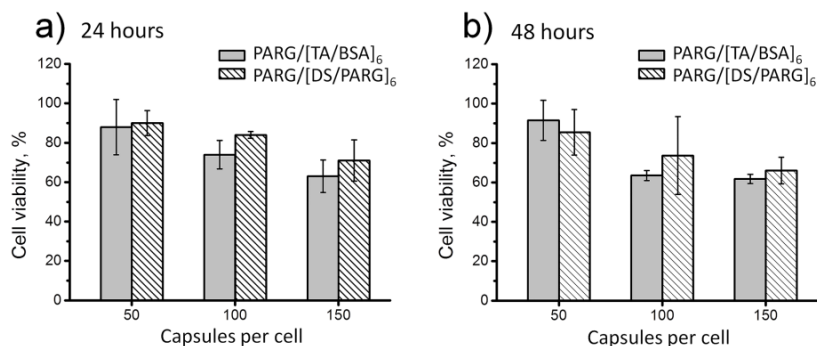 a) 24 hours
PARG/[TA/BSA]6
PARG/[DS/PARG]6
Cell viability, %
120
100
80
60
40
20
0
50
100
150
Capsules per cell
b) 48 hours
PARG/[TA/BSA]6
PARG/[DS/PARG]6
Cell viability, %
120
100
80
60
40
20
0
50
100
150
Capsules per cell